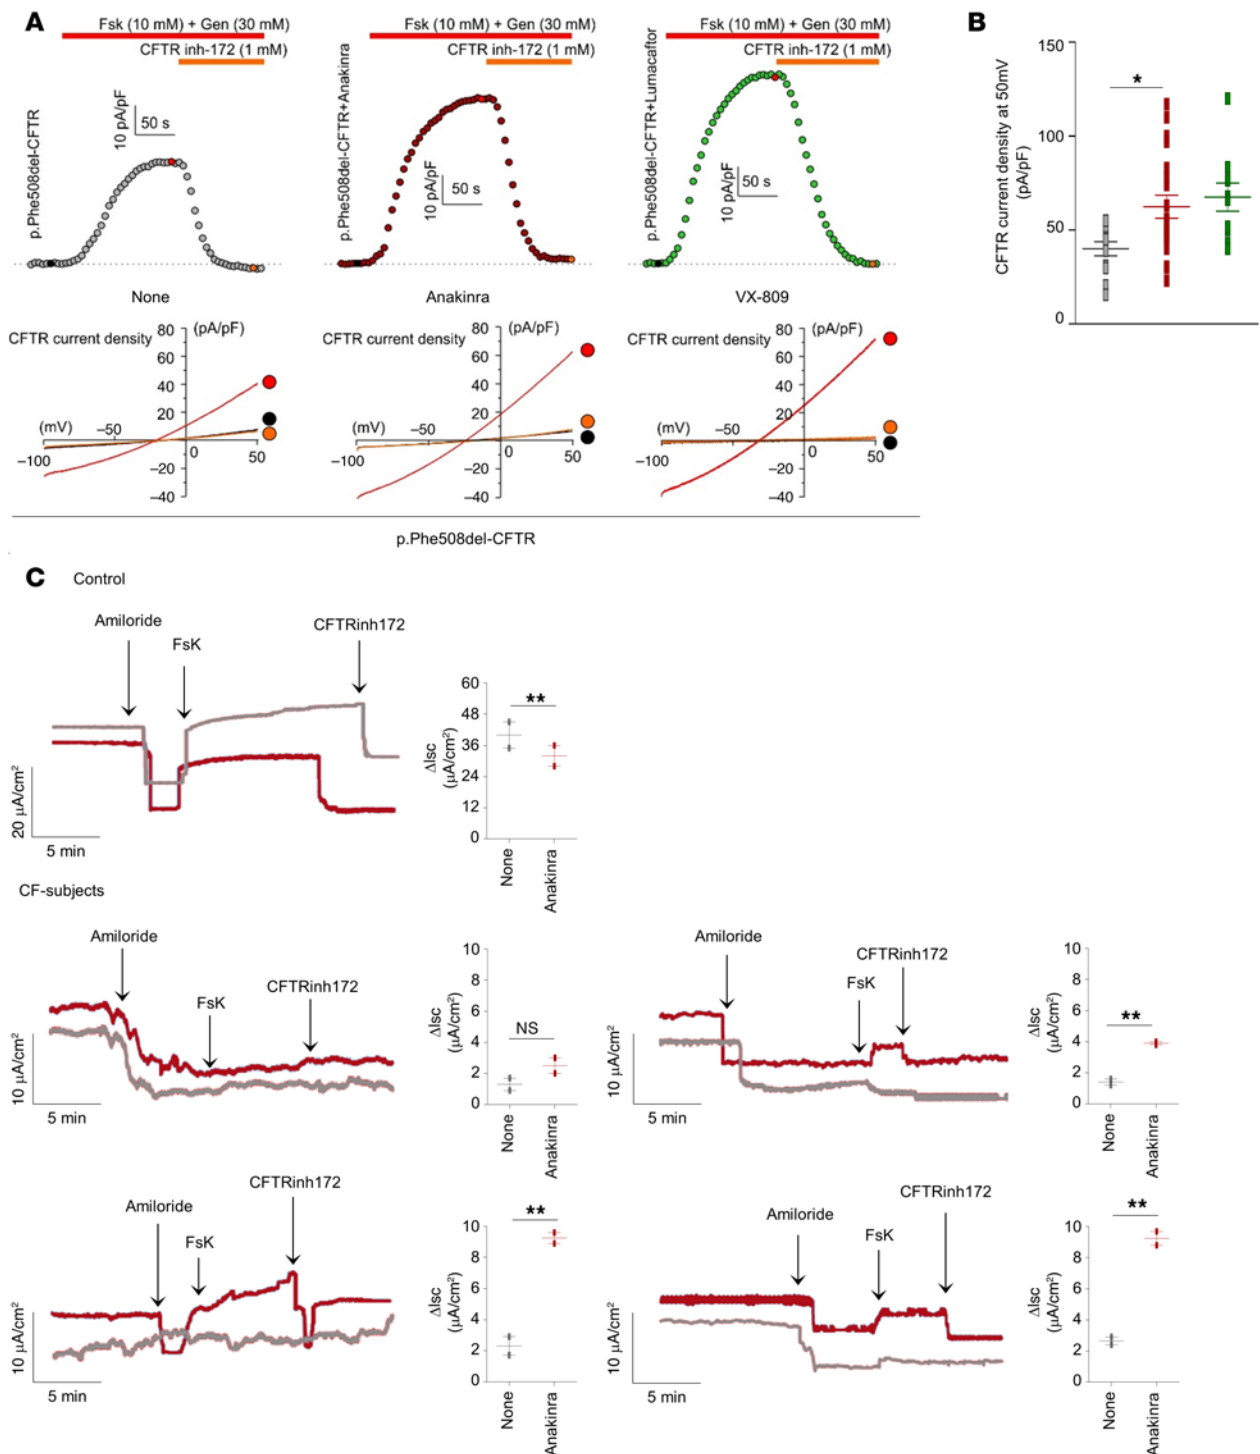 A
Fsk (10 mM) + Gen (30 mM)
CFTR inh-172 (1 mM)
p.Phe508del-CFTR
10 pA/pF
50 s
Fsk (10 mM) + Gen (30 mM)
CFTR inh-172 (1 mM)
p.Phe508del-CFTR+Anakinra
10 pA/pF
50 s
Fsk (10 mM) + Gen (30 mM)
CFTR inh-172 (1 mM)
p.Phe508del-CFTR+Lumacaftor
10 pA/pF
50 s
B
CFTR current density at 50mV
(pA/pF)
150
100
50
0
*
None
Anakinra
VX-809
CFTR current density
80
(pA/pF)
60
40
20
(mV)
−50
−100
0
50
−20
−40
CFTR current density
80
(pA/pF)
60
40
20
(mV)
−50
−100
0
50
−20
−40
CFTR current density
80
(pA/pF)
60
40
20
(mV)
−50
−100
0
50
−20
−40
p.Phe508del-CFTR
C
Control
Amiloride
FsK
CFTRinh172
20 µA/cm²
5 min
ΔIsc
(µA/cm²)
60
48
36
24
12
0
**
None
Anakinra
CF-subjects
Amiloride
FsK
CFTRinh172
10 µA/cm²
5 min
ΔIsc
(µA/cm²)
10
8
6
4
2
0
NS
None
Anakinra
Amiloride
FsK
CFTRinh172
10 µA/cm²
5 min
ΔIsc
(µA/cm²)
10
8
6
4
2
0
**
None
Anakinra
Amiloride
FsK
CFTRinh172
10 µA/cm²
5 min
ΔIsc
(µA/cm²)
10
8
6
4
2
0
**
None
Anakinra
Amiloride
FsK
CFTRinh172
10 µA/cm²
5 min
ΔIsc
(µA/cm²)
10
8
6
4
2
0
**
None
Anakinra